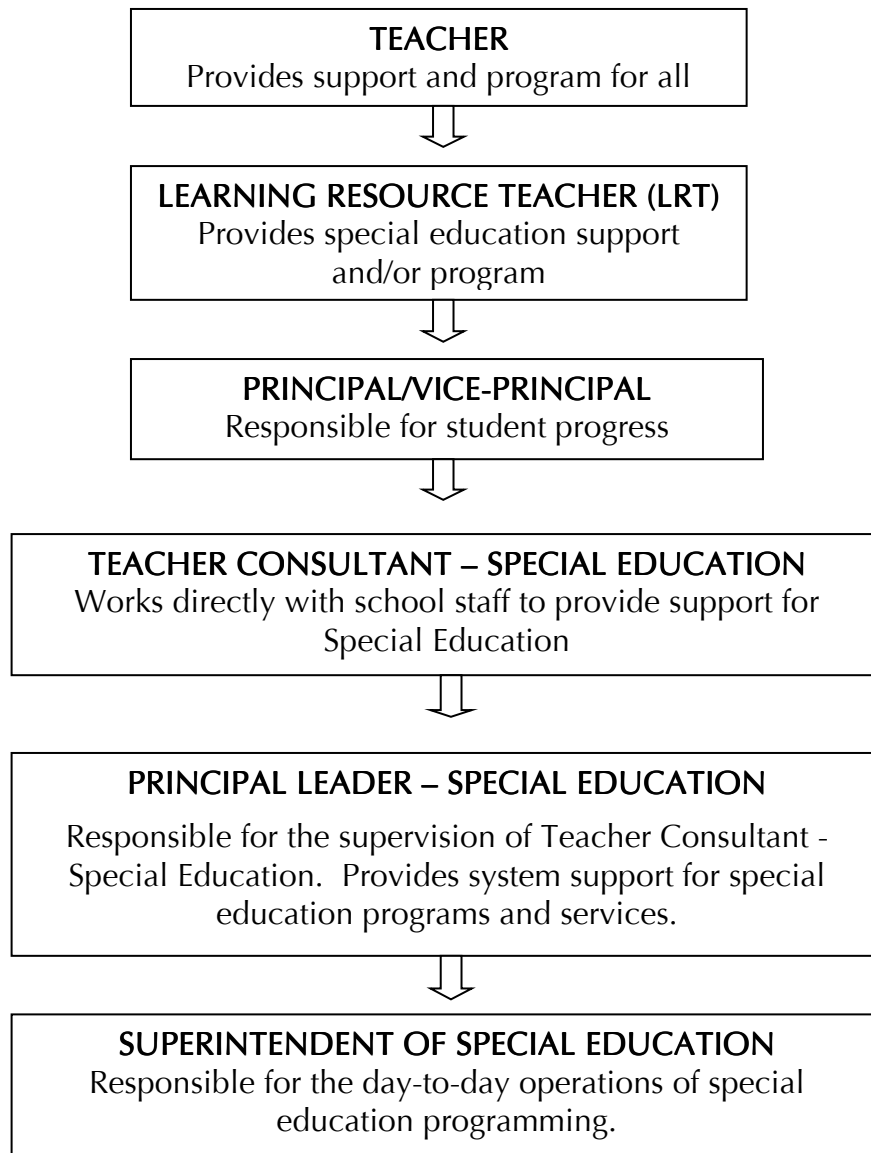 TEACHER
Provides support and program for all
LEARNING RESOURCE TEACHER (LRT)
Provides special education support
and/or program
PRINCIPAL/VICE-PRINCIPAL
Responsible for student progress
TEACHER CONSULTANT – SPECIAL EDUCATION
Works directly with school staff to provide support for
Special Education
PRINCIPAL LEADER – SPECIAL EDUCATION
Responsible for the supervision of Teacher Consultant -
Special Education.  Provides system support for special
education programs and services.
SUPERINTENDENT OF SPECIAL EDUCATION
Responsible for the day-to-day operations of special
education programming.